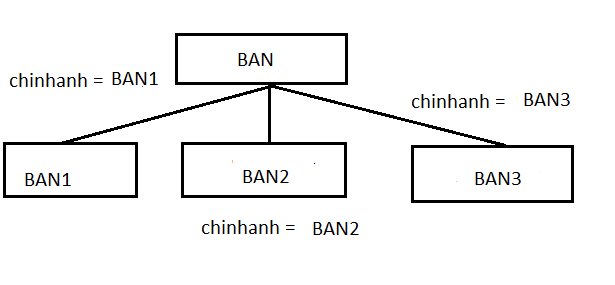 BAN
chinhanh = BAN1
chinhanh = BAN3
BAN1
BAN2
BAN3
chinhanh = BAN2